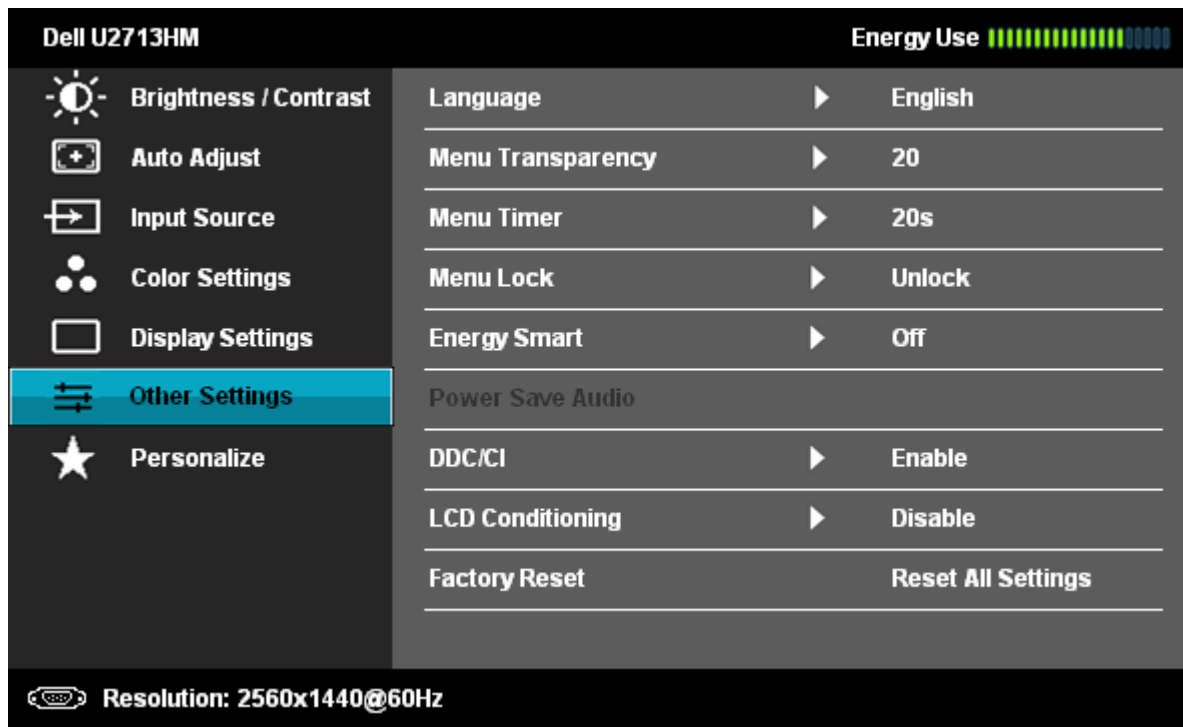 Dell U2713HM Energy Use
Brightness / Contrast Language English
Auto Adjust Menu Transparency 20
Input Source Menu Timer 20s
Color Settings Menu Lock Unlock
Display Settings Energy Smart Off
Other Settings Power Save Audio
Personalize DDC/CI Enable
LCD Conditioning Disable
Factory Reset Reset All Settings
Resolution: 2560x1440@60Hz